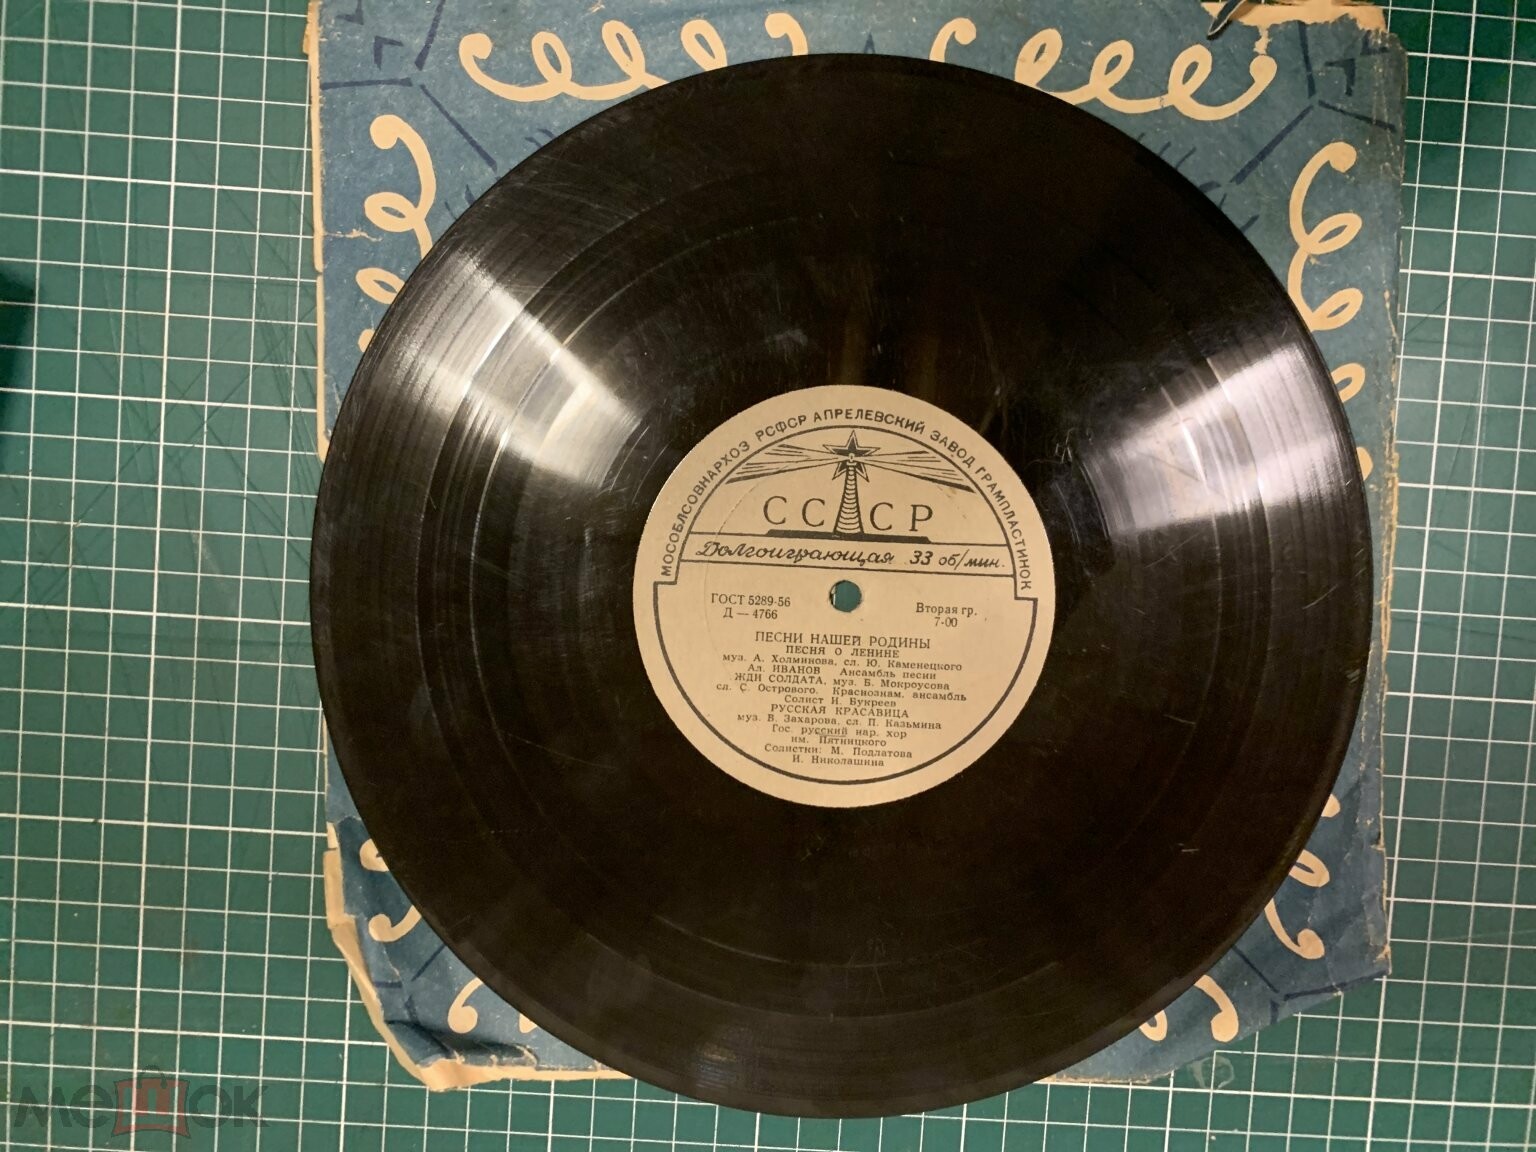 МОСОБЛСОВНАРХОЗ РСФСР АПРЕЛЕВСКИЙ ЗАВОД ГРАМПЛАСТИНОК
СССР
Долгоиграющая 33 об/мин.
ГОСТ 5289-56
Д — 4766
Вторая гр.
7-00
ПЕСНИ НАШЕЙ РОДИНЫ
ПЕСНЯ О ЛЕНИНЕ
муз. А. Холминова, сл. Ю. Каменецкого
Ал. ИВАНОВ Ансамбль песни
ЖДИ СОЛДАТА, муз. Б. Мокроусова
сл. С. Острового. Краснознам. ансамбль
Солист И. Букреев
РУССКАЯ КРАСАВИЦА
муз. В. Захарова, сл. П. Казьмина
Гос. русский нар. хор
им. Пятницкого
Солистки: М. Подлатова
И. Николашина
мешок